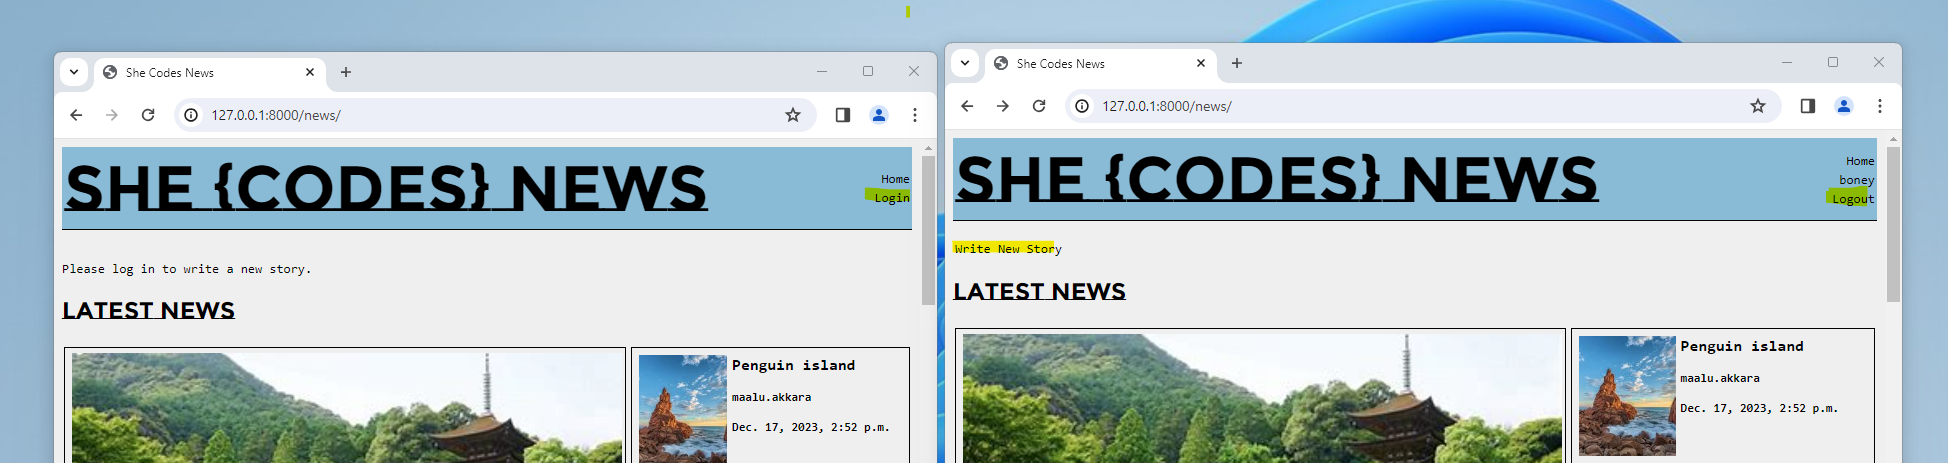 She Codes News
127.0.0.1:8000/news/
SHE {CODES} NEWS
Home
Login
Please log in to write a new story.
LATEST NEWS
Penguin island
maalu.akkara
Dec. 17, 2023, 2:52 p.m.
She Codes News
127.0.0.1:8000/news/
SHE {CODES} NEWS
Home
boney
Logout
Write New Story
LATEST NEWS
Penguin island
maalu.akkara
Dec. 17, 2023, 2:52 p.m.